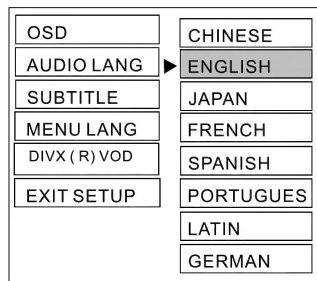 OSD
AUDIO LANG
SUBTITLE
MENU LANG
DIVX ( R ) VOD
EXIT SETUP
CHINESE
ENGLISH
JAPAN
FRENCH
SPANISH
PORTUGUES
LATIN
GERMAN